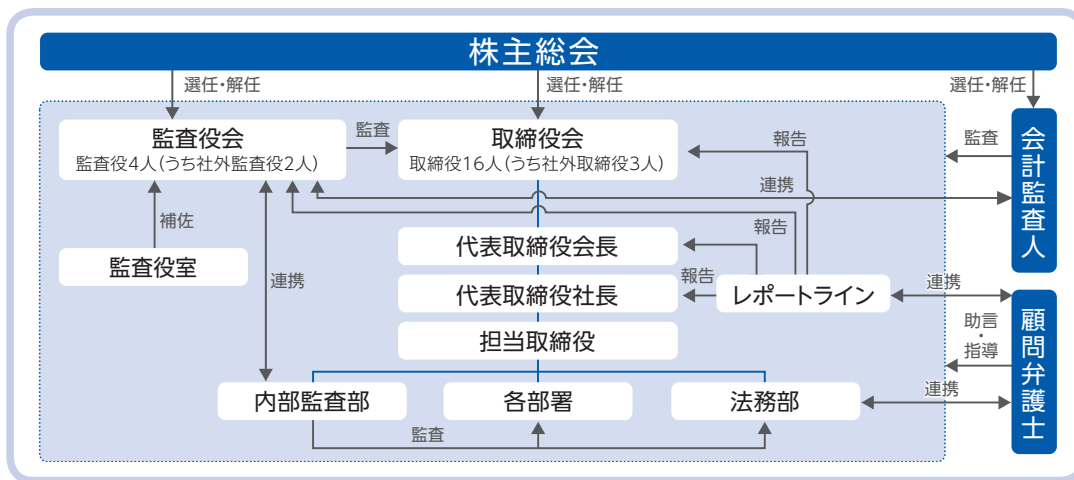 株主総会
選任・解任
選任・解任
選任・解任
監査役会
監査役4人(うち社外監査役2人)
監査
取締役会
取締役16人(うち社外取締役3人)
報告
監査
会計監査人
連携
補佐
監査役室
連携
代表取締役会長
報告
代表取締役社長
報告
レポートライン
連携
担当取締役
助言・指導
顧問弁護士
内部監査部
各部署
法務部
連携
監査